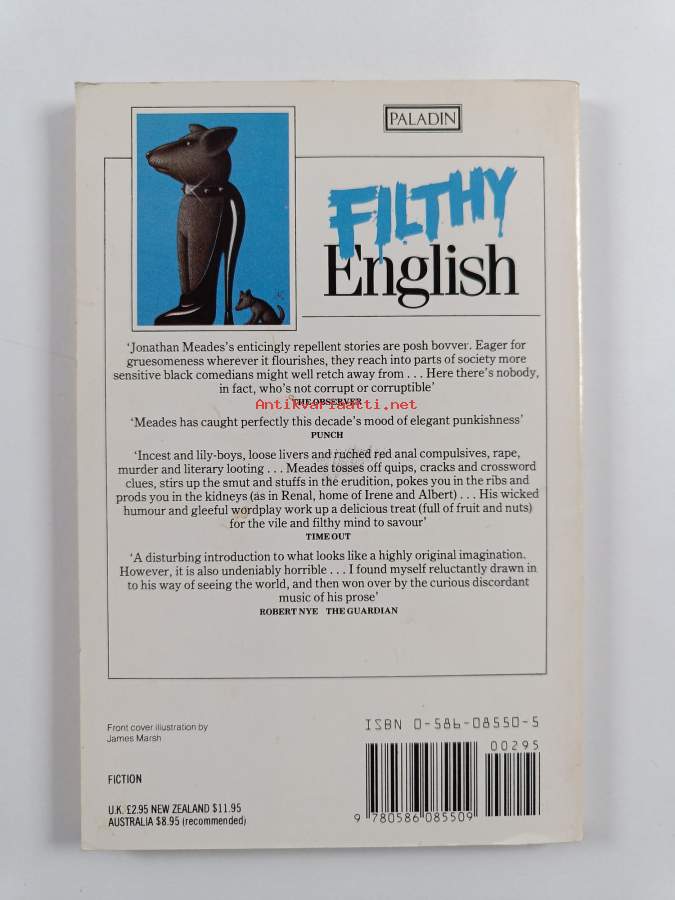 PALADIN
FILTHY
English
‘Jonathan Meades's enticingly repellent stories are posh bovver. Eager for
gruesomeness wherever it flourishes, they reach into parts of society more
sensitive black comedians might well retch away from . . . Here there's nobody,
in fact, who's not corrupt or corruptible’
THE OBSERVER
Antikvariaatti.net
‘Meades has caught perfectly this decade's mood of elegant punkishness’
PUNCH
‘Incest and lily-boys, loose livers and ruched red anal compulsives, rape,
murder and literary looting . . . Meades tosses off quips, cracks and crossword
clues, stirs up the smut and stuffs in the erudition, pokes you in the ribs and
prods you in the kidneys (as in Renal, home of Irene and Albert) . . . His wicked
humour and gleeful wordplay work up a delicious treat (full of fruit and nuts)
for the vile and filthy mind to savour’
TIME OUT
‘A disturbing introduction to what looks like a highly original imagination.
However, it is also undeniably horrible . . . I found myself reluctantly drawn in
to his way of seeing the world, and then won over by the curious discordant
music of his prose’
ROBERT NYE THE GUARDIAN
Front cover illustration by
James Marsh
FICTION
U.K. £2.95 NEW ZEALAND $11.95
AUSTRALIA $8.95 (recommended)
ISBN 0-586-08550-5
00295
9 780586 085509